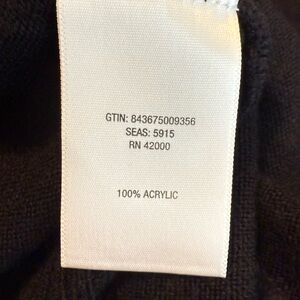 GTIN: 843675009356
SEAS: 5915
RN 42000
100% ACRYLIC